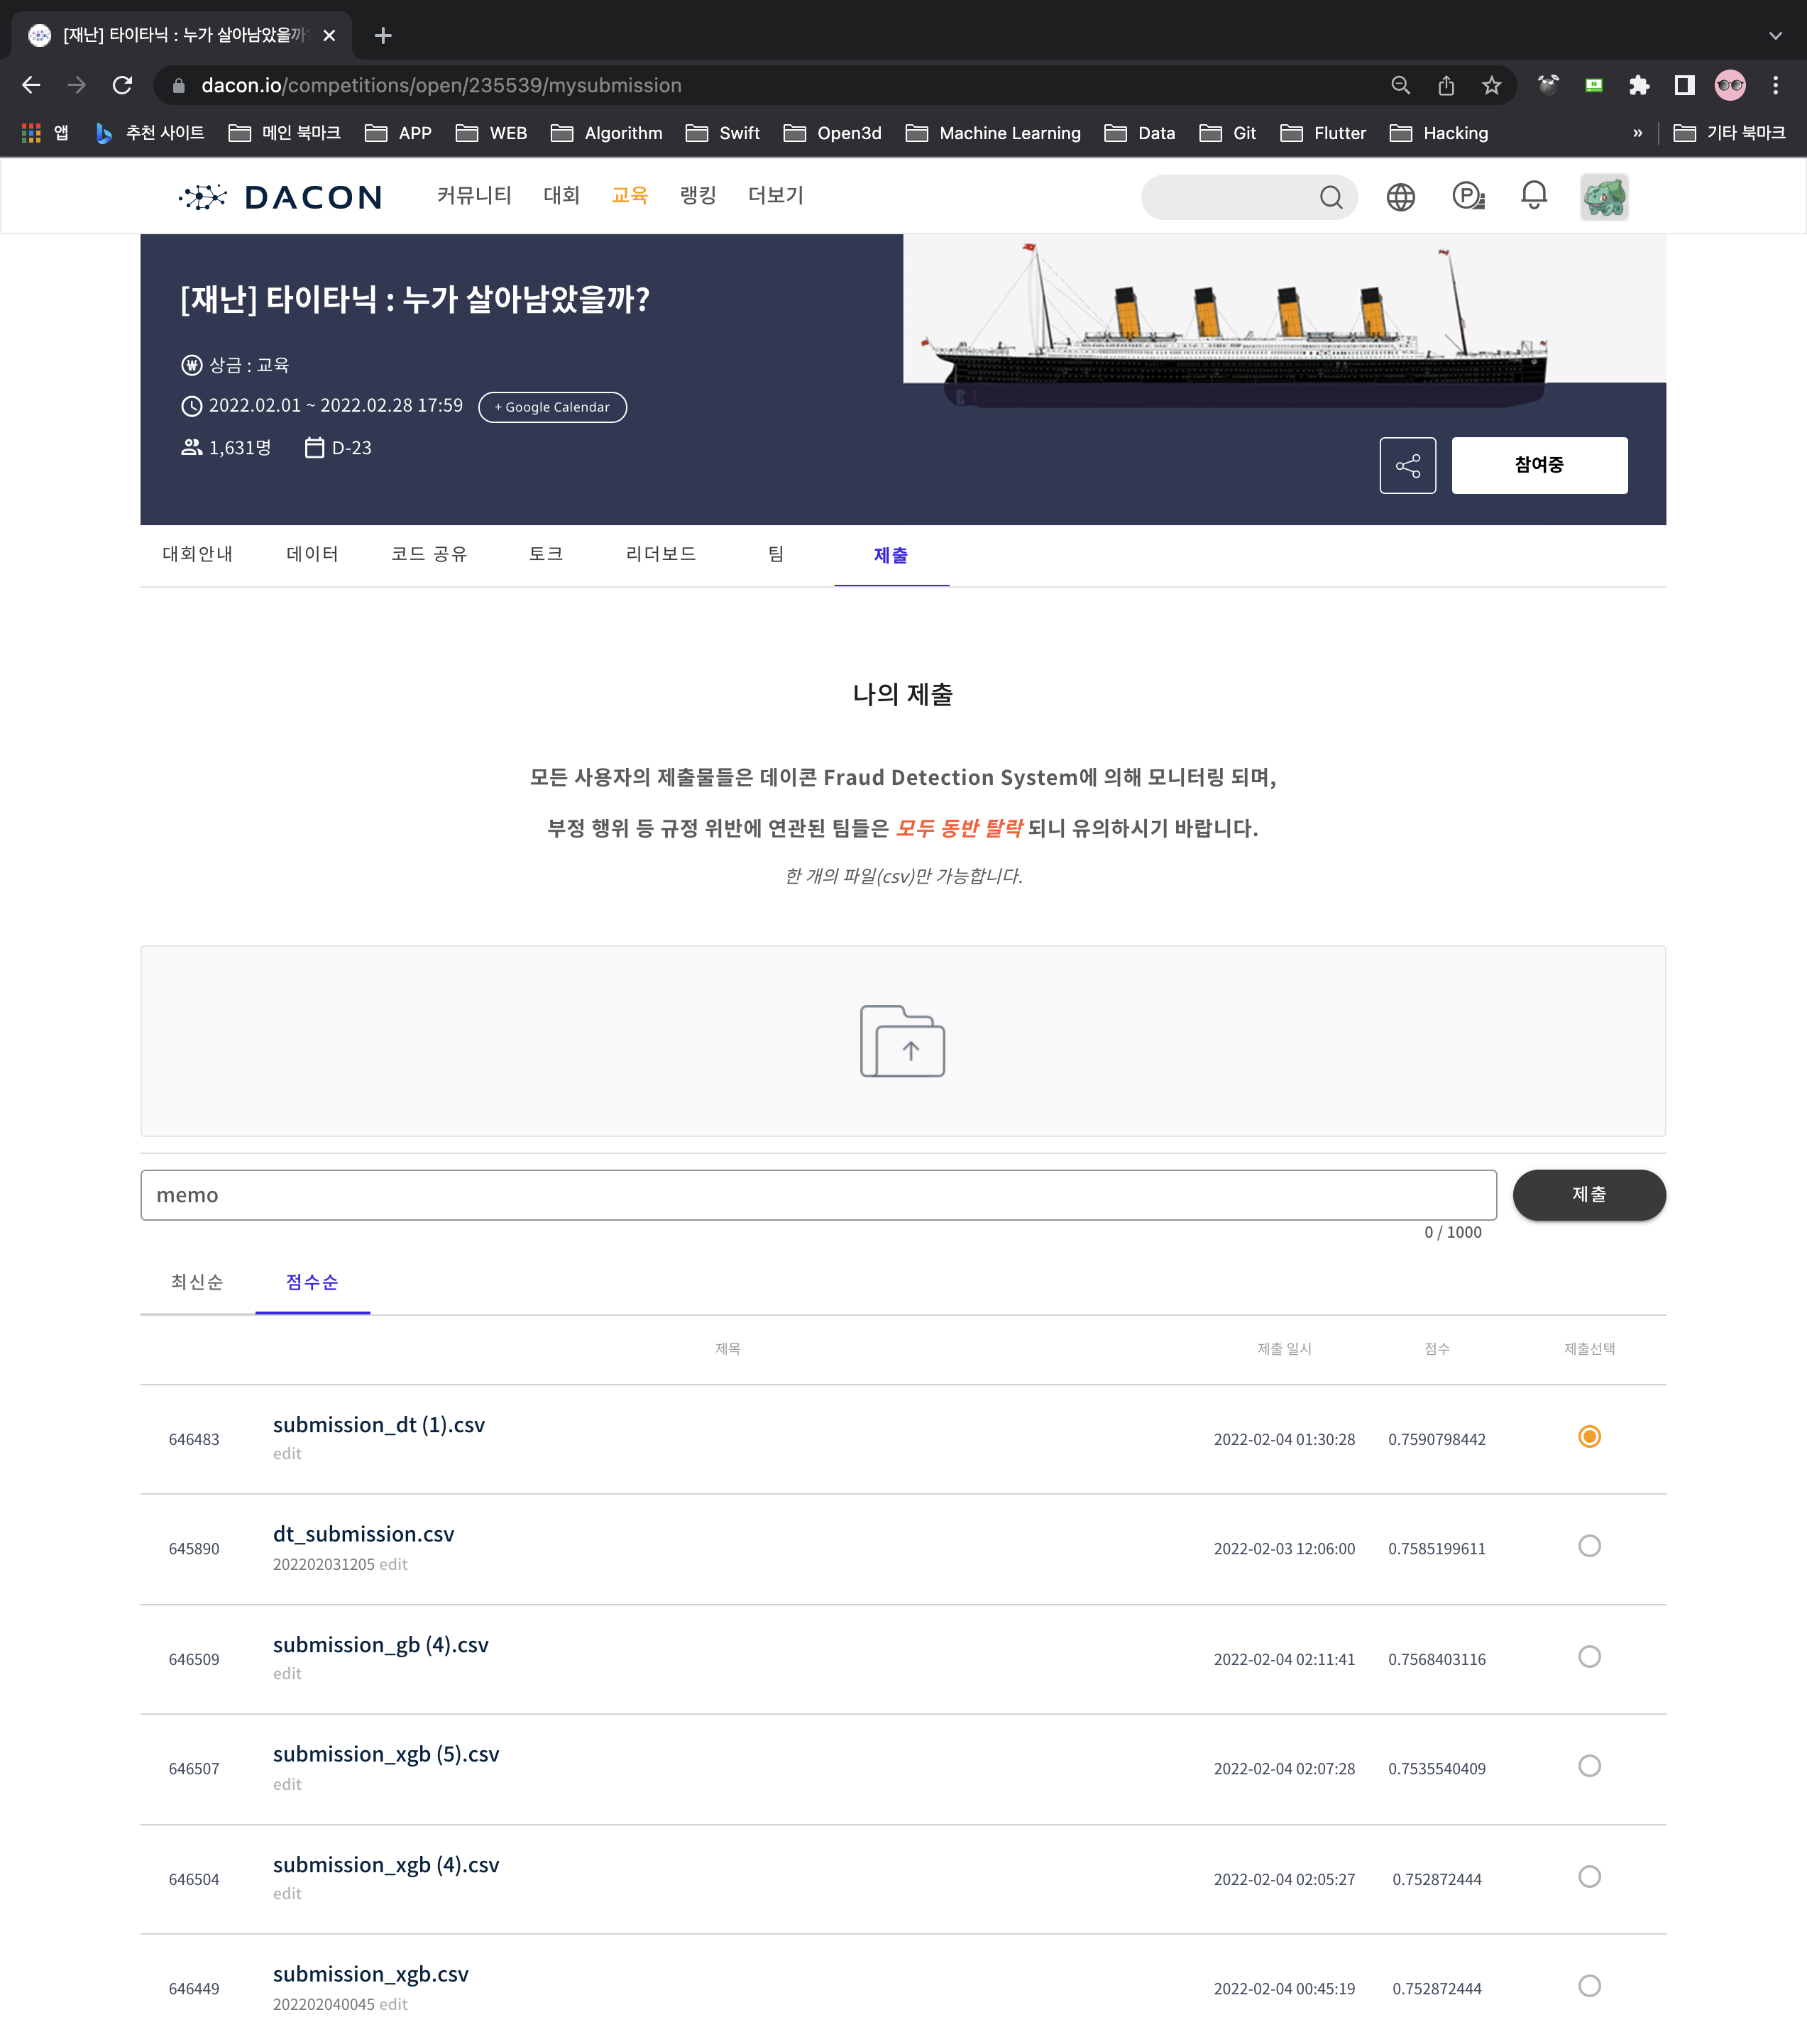 [재난] 타이타닉 : 누가 살아남았을까
dacon.io/competitions/open/235539/mysubmission
앱 추천 사이트 메인 북마크 APP WEB Algorithm Swift Open3d Machine Learning Data Git Flutter Hacking » 기타 북마크
DACON 커뮤니티 대회 교육 랭킹 더보기
[재난] 타이타닉 : 누가 살아남았을까?
상금 : 교육
2022.02.01 ~ 2022.02.28 17:59 + Google Calendar
1,631명 D-23
참여중
대회안내 데이터 코드 공유 토크 리더보드 팀 제출
나의 제출
모든 사용자의 제출물들은 데이콘 Fraud Detection System에 의해 모니터링 되며,
부정 행위 등 규정 위반에 연관된 팀들은 모두 동반 탈락 되니 유의하시기 바랍니다.
한 개의 파일(csv)만 가능합니다.
memo 제출
0 / 1000
최신순 점수순
제목 제출 일시 점수 제출선택
submission_dt (1).csv
646483 2022-02-04 01:30:28 0.7590798442
edit
dt_submission.csv
645890 2022-02-03 12:06:00 0.7585199611
202202031205 edit
submission_gb (4).csv
646509 2022-02-04 02:11:41 0.7568403116
edit
submission_xgb (5).csv
646507 2022-02-04 02:07:28 0.7535540409
edit
submission_xgb (4).csv
646504 2022-02-04 02:05:27 0.752872444
edit
submission_xgb.csv
646449 2022-02-04 00:45:19 0.752872444
202202040045 edit